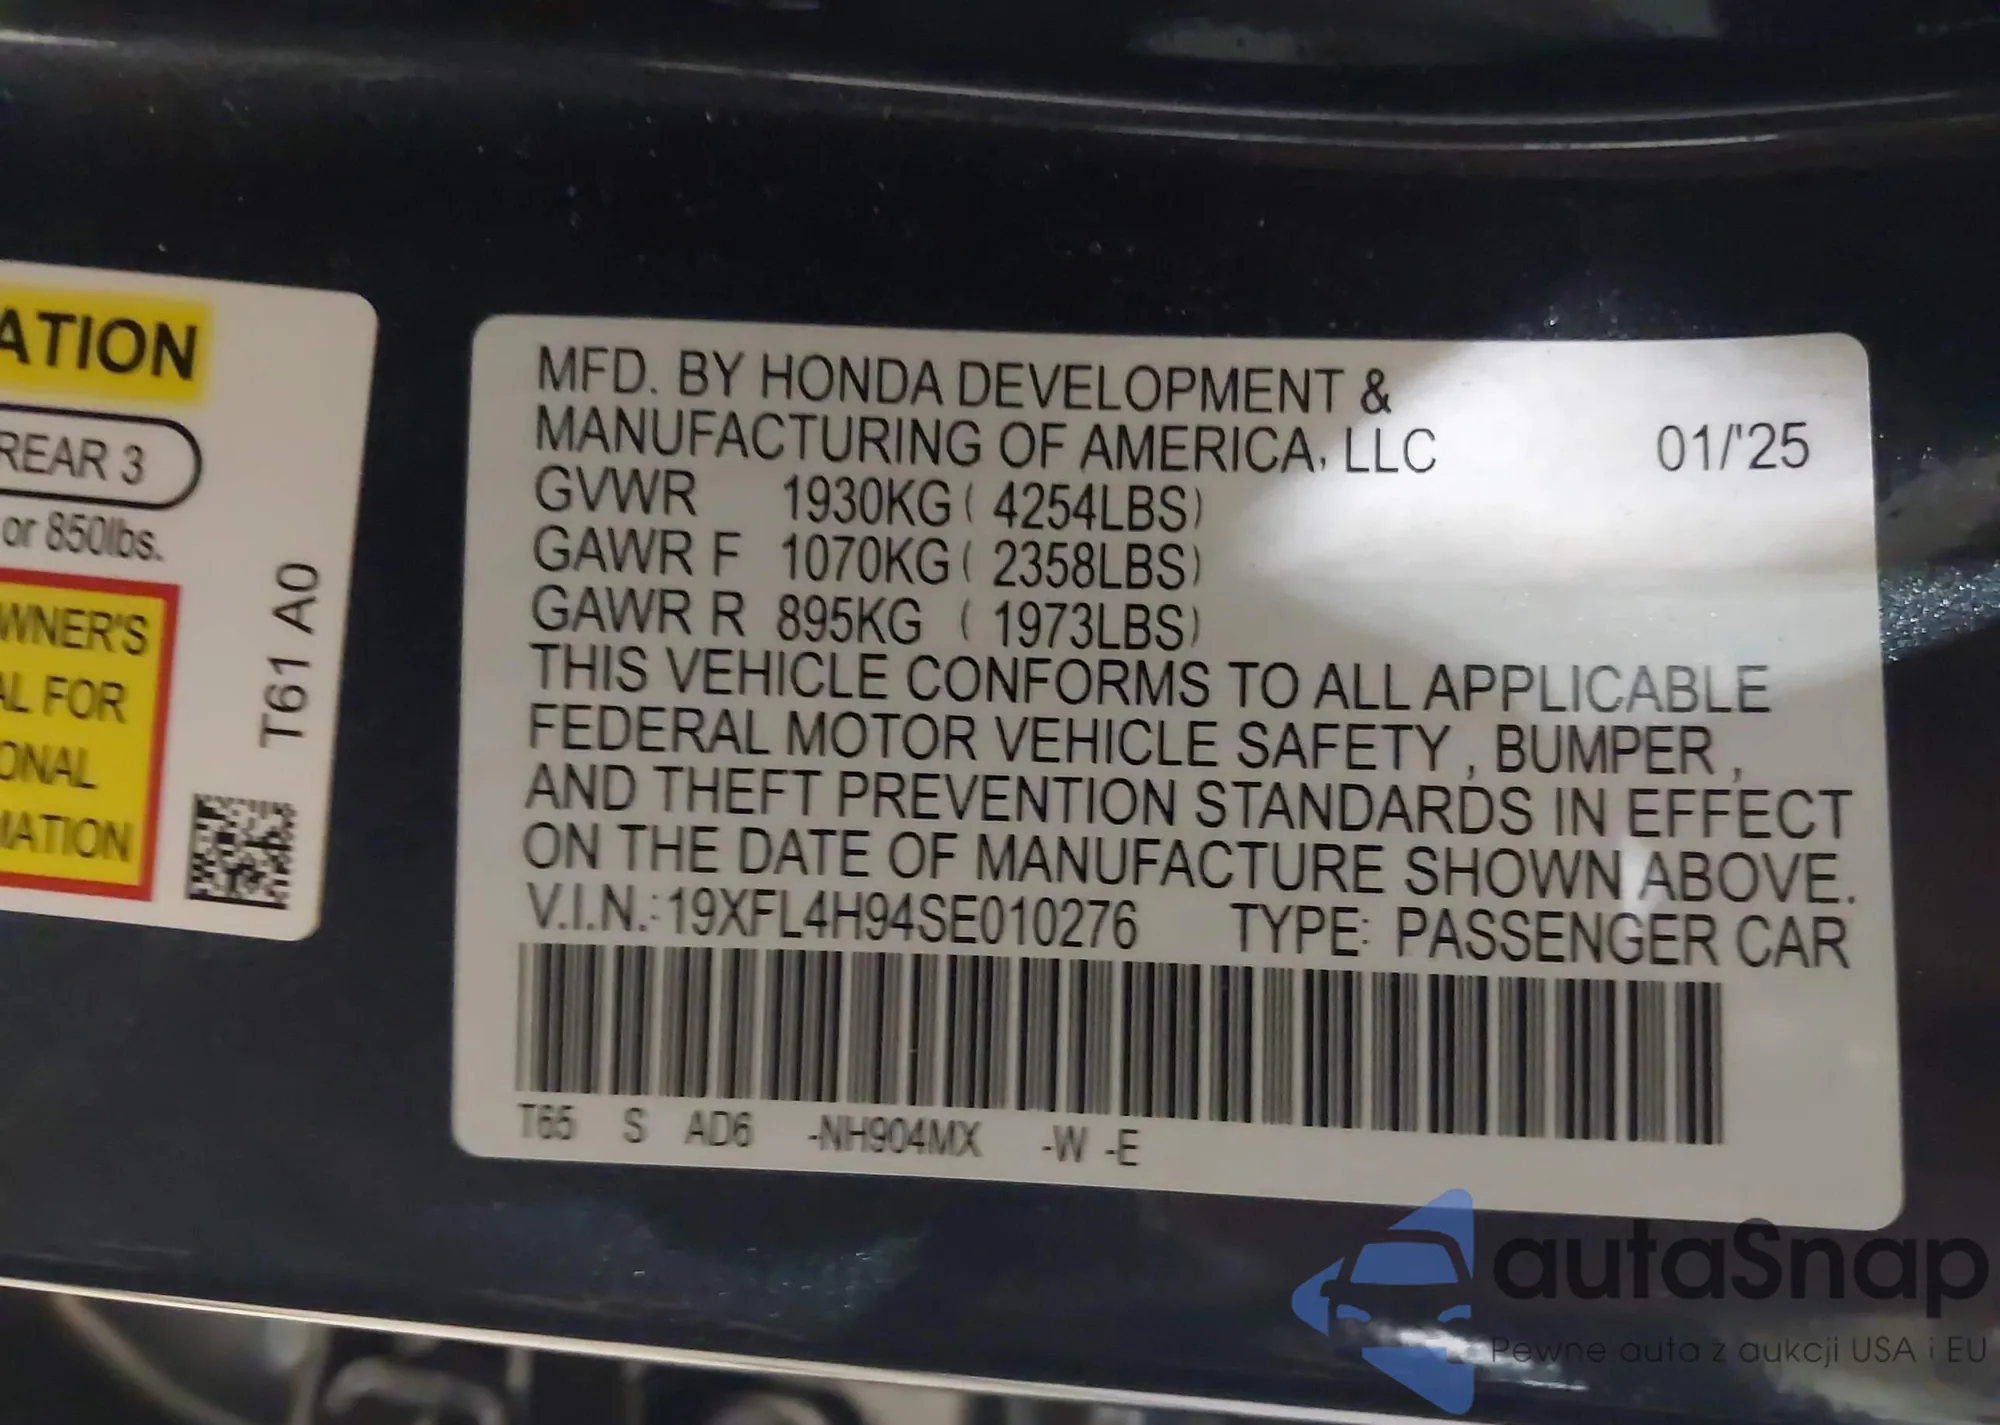 ATION
REAR 3
or 850lbs.
WNER'S
AL FOR
ONAL
MATION
T61 A0
MFD. BY HONDA DEVELOPMENT &
MANUFACTURING OF AMERICA, LLC 01/'25
GVWR 1930KG ( 4254LBS)
GAWR F 1070KG ( 2358LBS)
GAWR R 895KG ( 1973LBS)
THIS VEHICLE CONFORMS TO ALL APPLICABLE
FEDERAL MOTOR VEHICLE SAFETY , BUMPER ,
AND THEFT PREVENTION STANDARDS IN EFFECT
ON THE DATE OF MANUFACTURE SHOWN ABOVE.
V.I.N.:19XFL4H94SE010276 TYPE: PASSENGER CAR
T65 S AD6 -NH904MX -W -E
autaSnap
Pewne auta z aukcji USA i EU